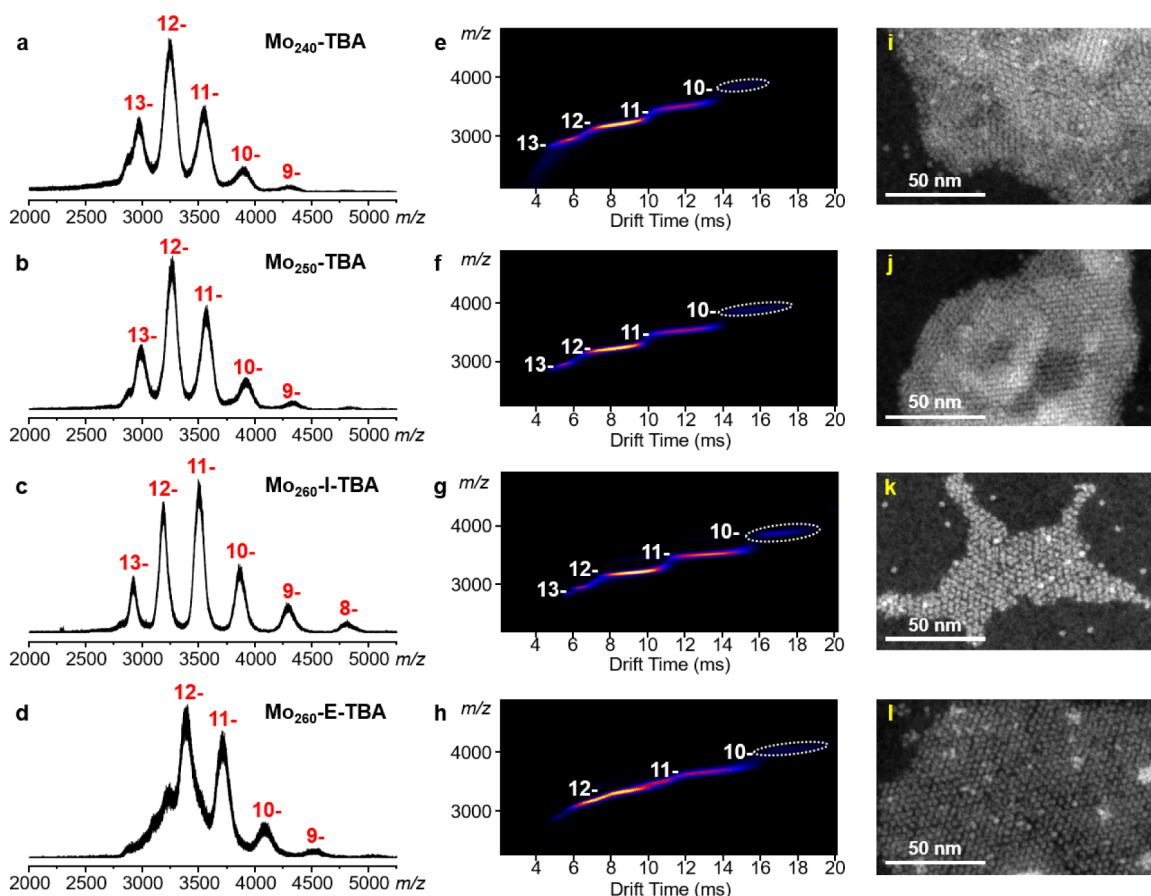 a Mo₂₄₀-TBA
13- 12- 11- 10- 9-
2000 2500 3000 3500 4000 4500 5000 m/z
e m/z
4000
3000
13- 12- 11- 10-
4 6 8 10 12 14 16 18 20
Drift Time (ms)
i
50 nm
b Mo₂₅₀-TBA
13- 12- 11- 10- 9-
2000 2500 3000 3500 4000 4500 5000 m/z
f m/z
4000
3000
13- 12- 11- 10-
4 6 8 10 12 14 16 18 20
Drift Time (ms)
j
50 nm
c Mo₂₆₀-I-TBA
13- 12- 11- 10- 9- 8-
2000 2500 3000 3500 4000 4500 5000 m/z
g m/z
4000
3000
13- 12- 11- 10-
4 6 8 10 12 14 16 18 20
Drift Time (ms)
k
50 nm
d Mo₂₆₀-E-TBA
12- 11- 10- 9-
2000 2500 3000 3500 4000 4500 5000 m/z
h m/z
4000
3000
12- 11- 10-
4 6 8 10 12 14 16 18 20
Drift Time (ms)
l
50 nm